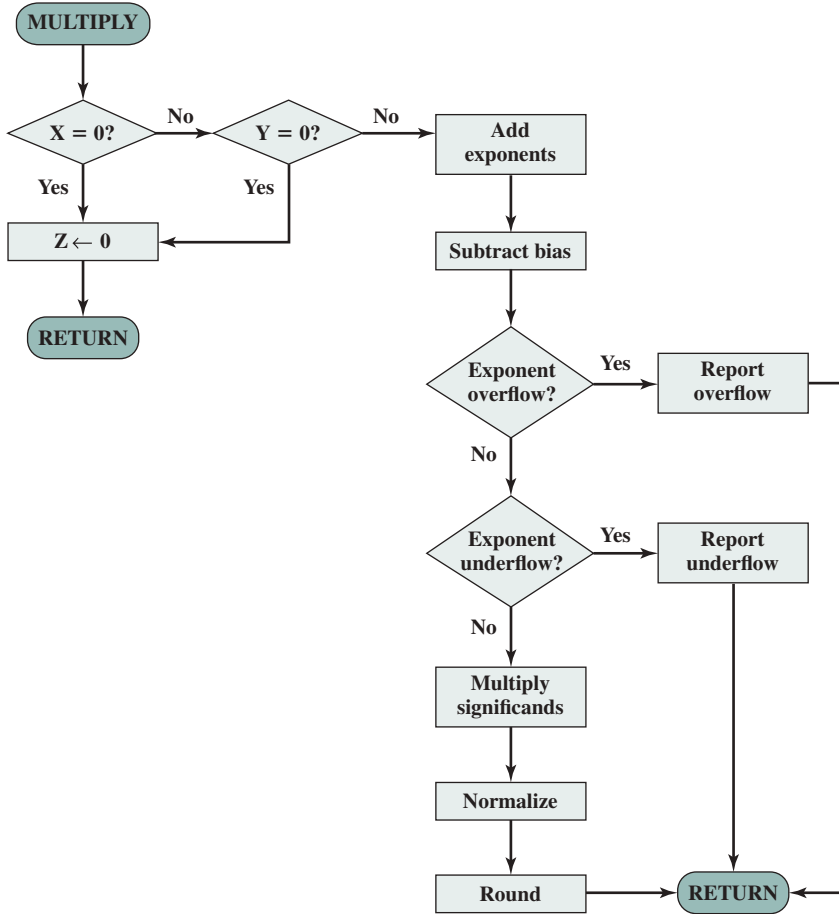 MULTIPLY
X = 0?
No
Y = 0?
No
Add
exponents
Yes
Yes
Z ← 0
Subtract bias
RETURN
Exponent
overflow?
Yes
Report
overflow
No
Exponent
underflow?
Yes
Report
underflow
No
Multiply
significands
Normalize
Round
RETURN